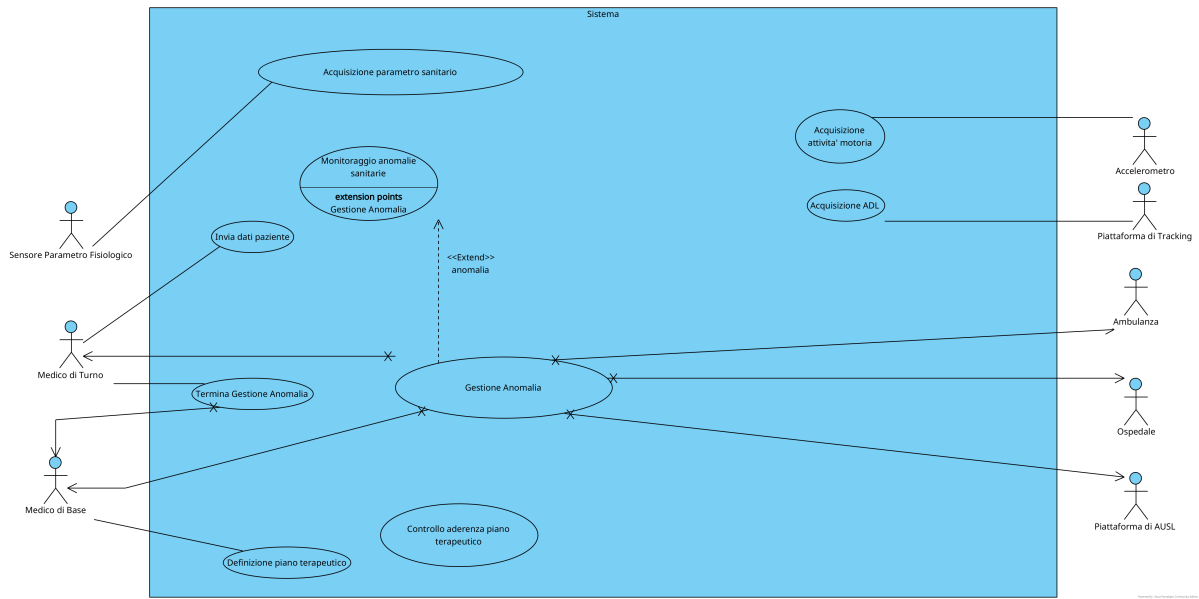 Sistema
Acquisizione parametro sanitario
Acquisizione
attivita' motoria
Accelerometro
Monitoraggio anomalie
sanitarie
extension points
Gestione Anomalia
Acquisizione ADL
Piattaforma di Tracking
Sensore Parametro Fisiologico
Invia dati paziente
<<Extend>>
anomalia
Ambulanza
Medico di Turno
Termina Gestione Anomalia
Gestione Anomalia
Ospedale
Medico di Base
Controllo aderenza piano
terapeutico
Piattaforma di AUSL
Definizione piano terapeutico